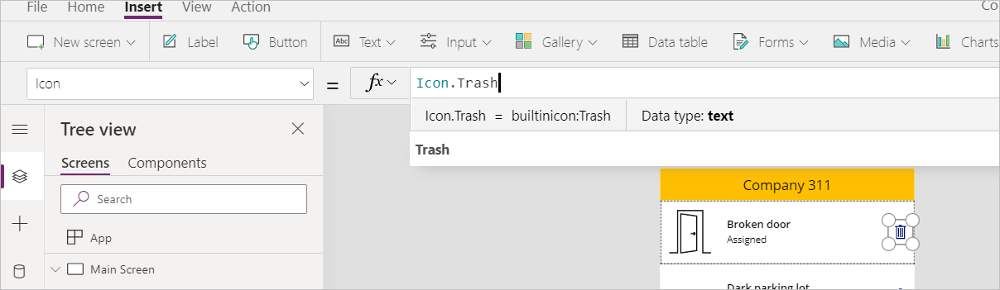 File Insert View Action Co
New screen Label Button Abc Text Input Gallery Data table Forms Media Charts
Icon = fx Icon.Trash
Icon.Trash = builtinicon:Trash Data type: text
Trash
Tree view
Screens Components
Search
App
Main Screen
Company 311
Broken door
Assigned
Dark parking lot